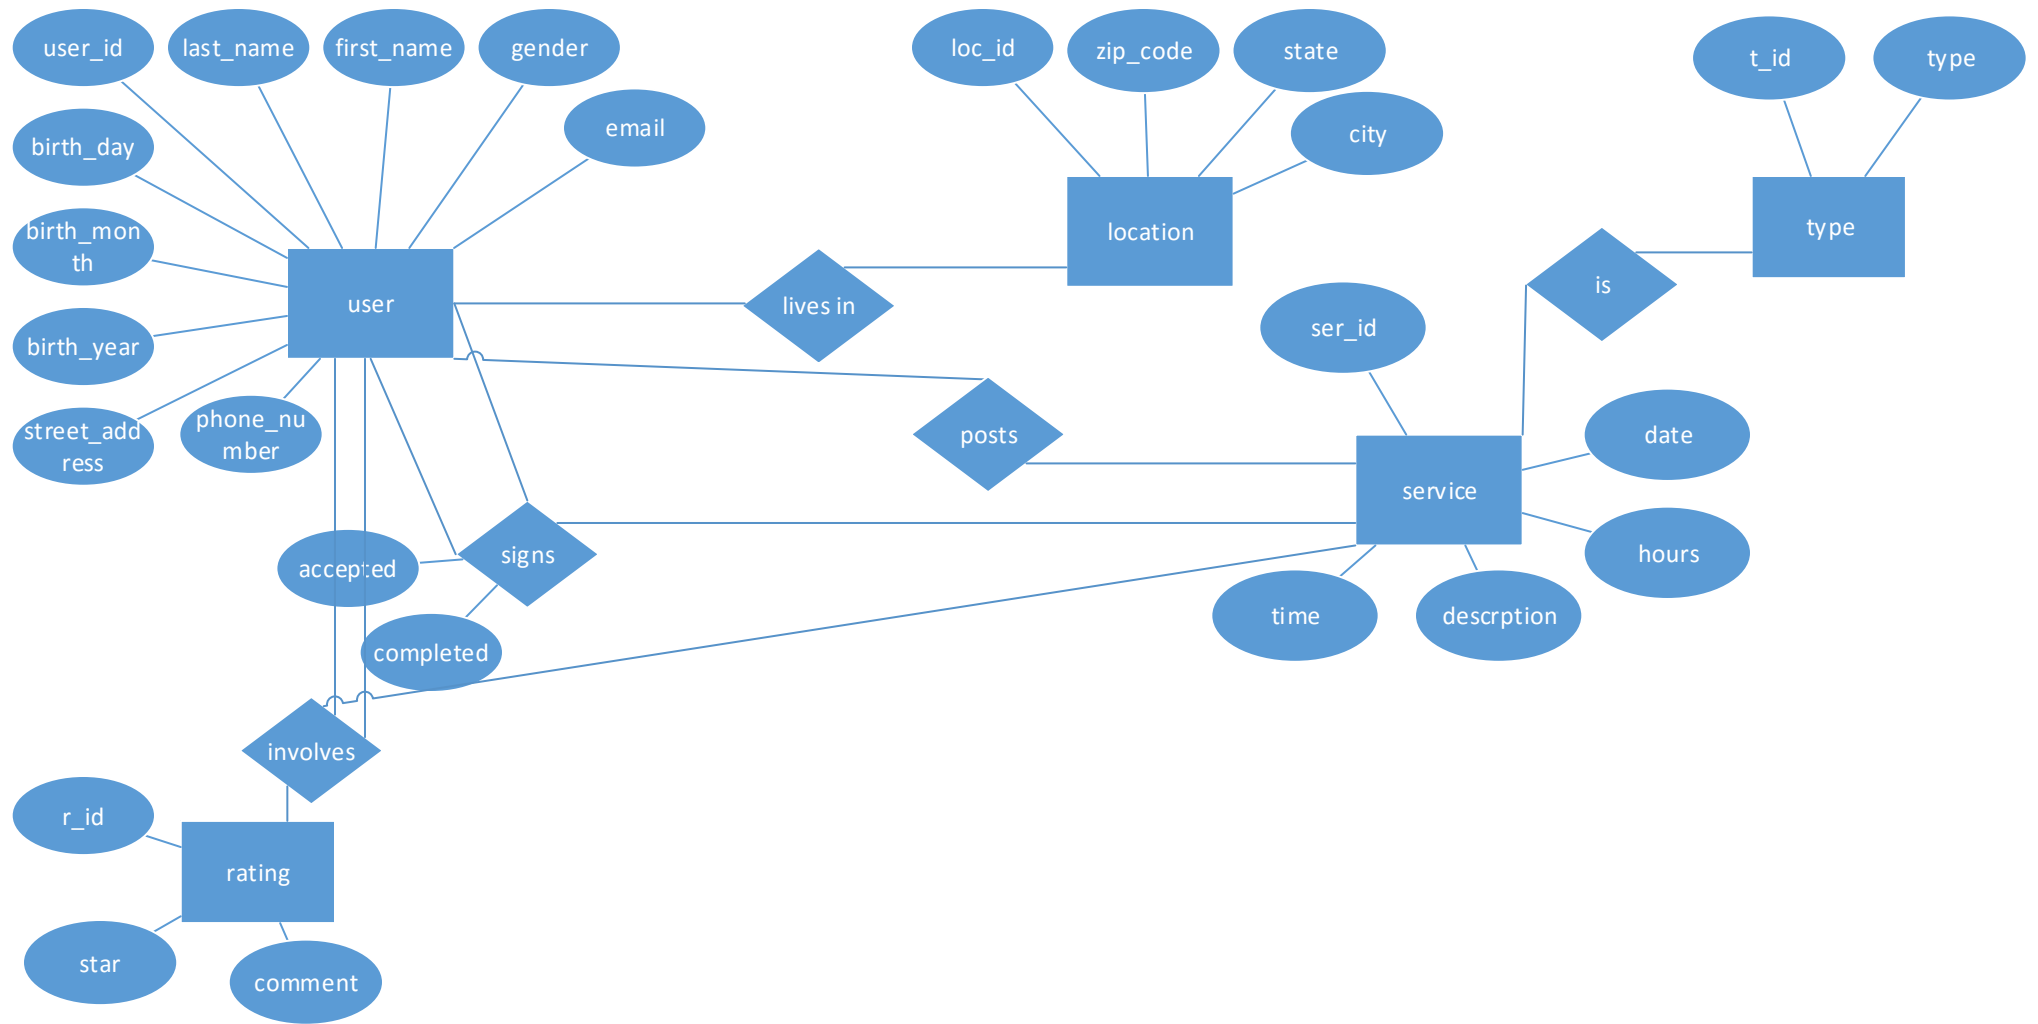 user_id
last_name
first_name
gender
email
birth_day
birth_mon
th
birth_year
street_add
ress
phone_nu
mber
user
loc_id
zip_code
state
city
location
t_id
type
type
lives in
is
ser_id
posts
date
service
hours
time
descrption
signs
accepted
completed
involves
r_id
rating
star
comment